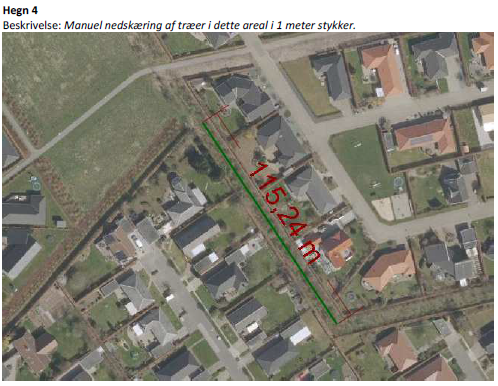 Hegn 4
Beskrivelse: Manuel nedskæring af træer i dette areal i 1 meter stykker.
115,24 m